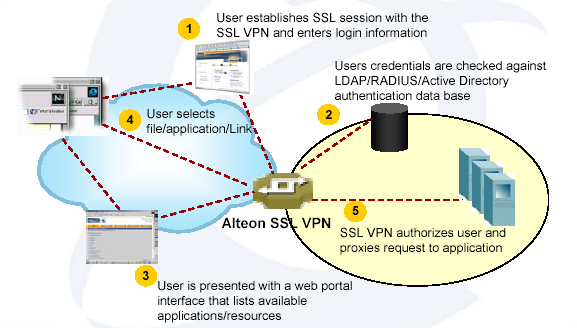 1
User establishes SSL session with the
SSL VPN and enters login information
Users credentials are checked against
LDAP/RADIUS/Active Directory
authentication data base
2
4
User selects
file/application/Link
Alteon SSL VPN
5
SSL VPN authorizes user and
proxies request to application
3
User is presented with a web portal
interface that lists available
applications/resources